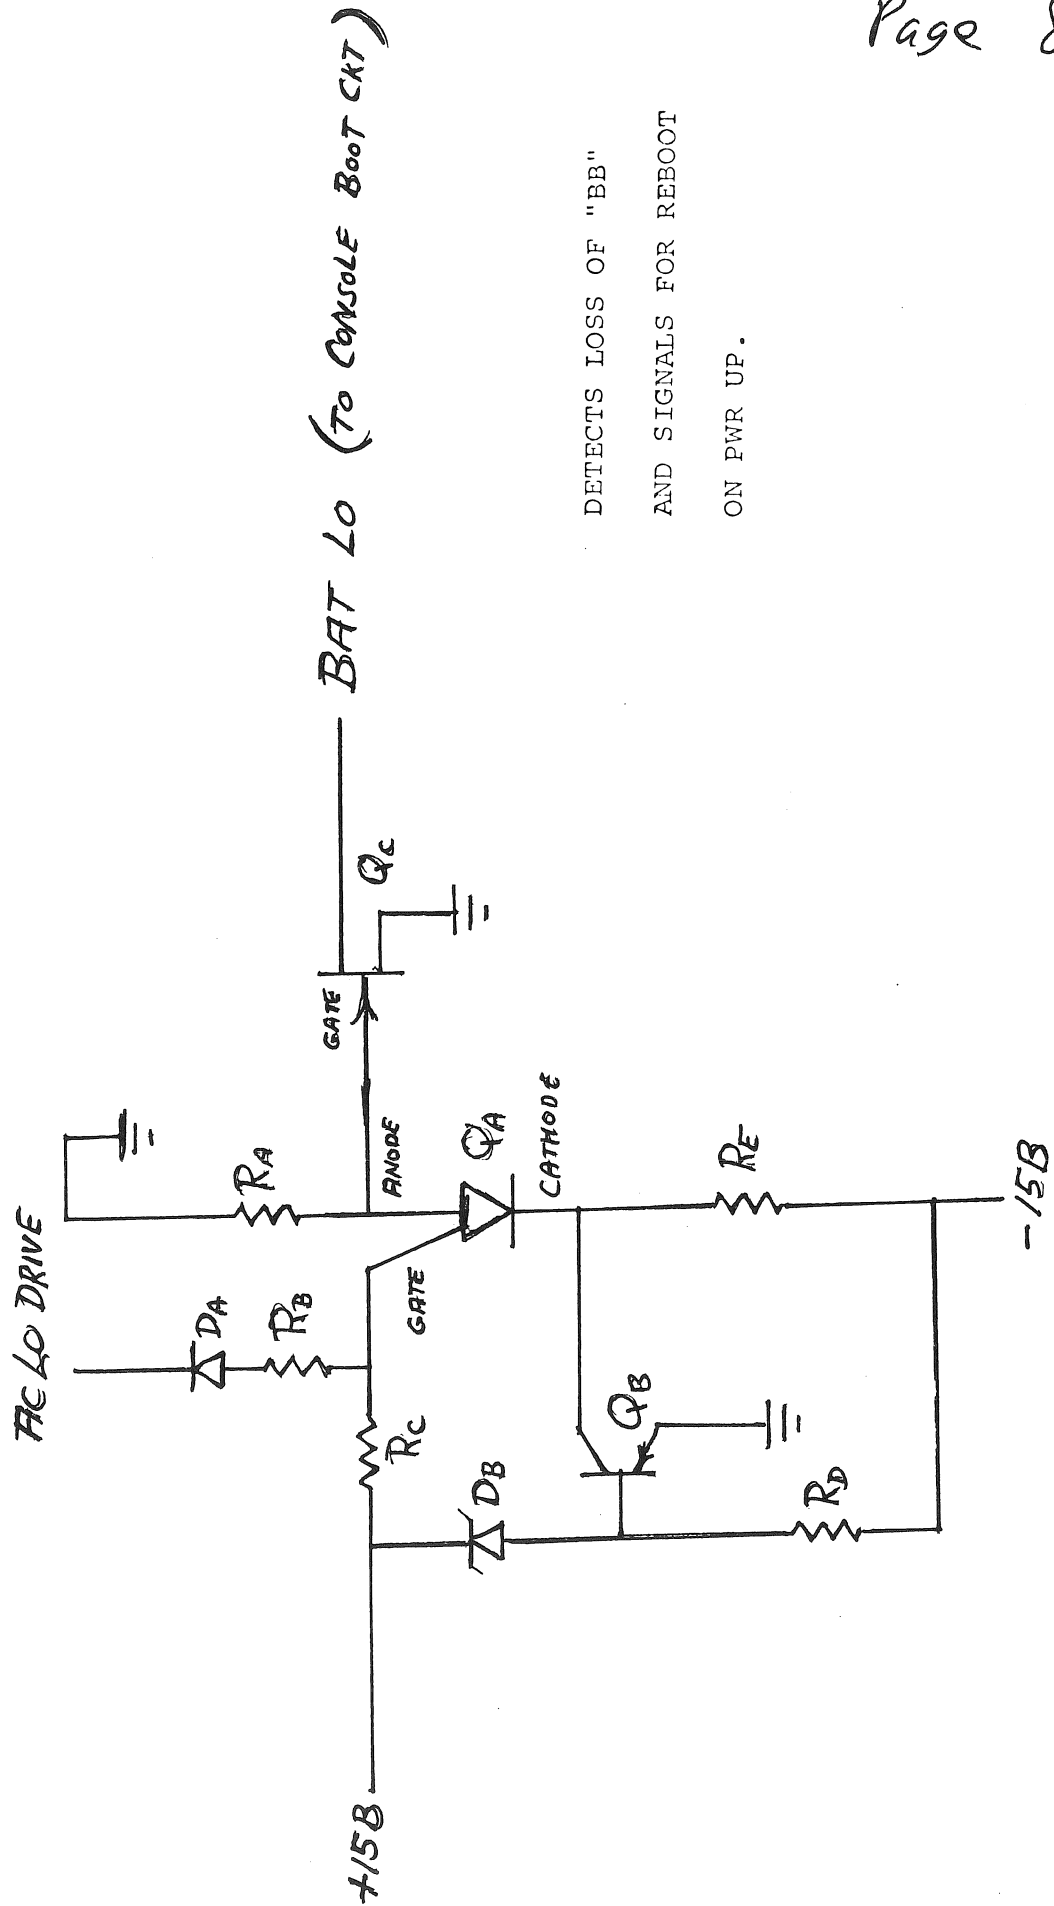 Page 8
AC LO DRIVE
+15B
RC
DA
RB
RA
GATE
ANODE
QA
CATHODE
GATE
QC
BAT LO (TO CONSOLE BOOT CKT)
DB
QB
RD
RE
-15B
DETECTS LOSS OF "BB"
AND SIGNALS FOR REBOOT
ON PWR UP.